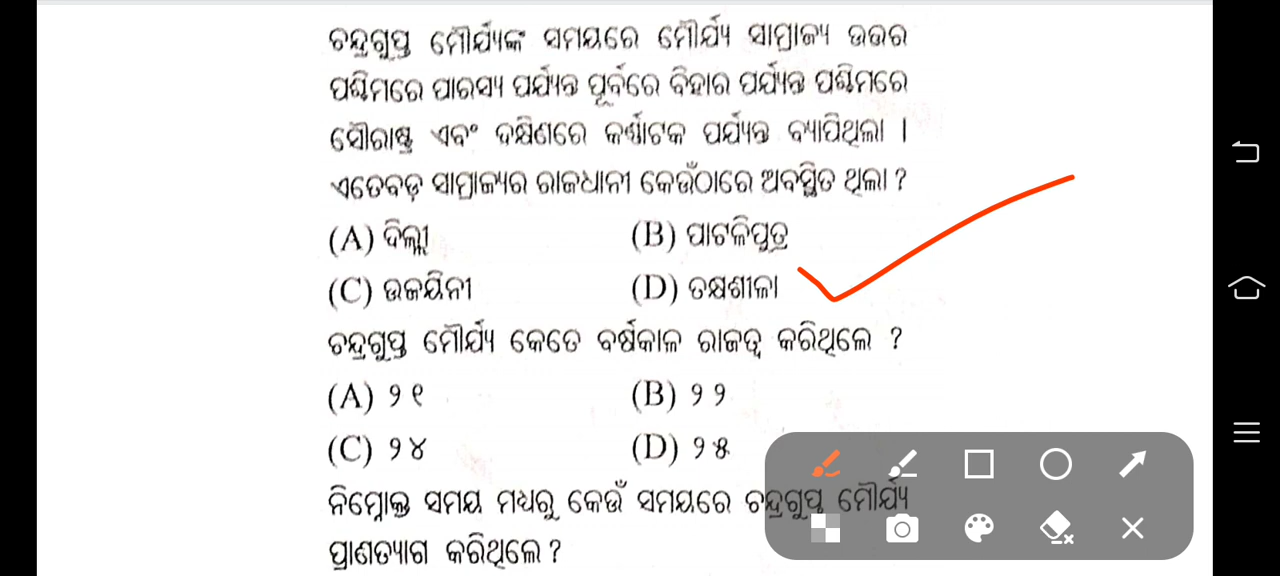 ଚନ୍ଦ୍ରଗୁପ୍ତ ମୌର୍ଯ୍ୟଙ୍କ ସମୟରେ ମୌର୍ଯ୍ୟ ସାମ୍ରାଜ୍ୟ ଉତ୍ତର
ପଶ୍ଚିମରେ ପାରସ୍ୟ ପର୍ଯ୍ୟନ୍ତ ପୂର୍ବରେ ବିହାର ପର୍ଯ୍ୟନ୍ତ ପଶ୍ଚିମରେ
ସୌରାଷ୍ଟ୍ର ଏବଂ ଦକ୍ଷିଣରେ କର୍ଣ୍ଣାଟକ ପର୍ଯ୍ୟନ୍ତ ବ୍ୟାପିଥିଲା ।
ଏତେବଡ଼ ସାମ୍ରାଜ୍ୟର ରାଜଧାନୀ କେଉଁଠାରେ ଅବସ୍ଥିତ ଥିଲା ?
(A) ଦିଲ୍ଲୀ (B) ପାଟଳିପୁତ୍ର
(C) ଉଜୟିନୀ (D) ତକ୍ଷଶୀଳା
ଚନ୍ଦ୍ରଗୁପ୍ତ ମୌର୍ଯ୍ୟ କେତେ ବର୍ଷକାଳ ରାଜତ୍ୱ କରିଥିଲେ ?
(A) ୨୧ (B) ୨୨
(C) ୨୪ (D) ୨୫
ନିମ୍ନୋକ୍ତ ସମୟ ମଧ୍ୟରୁ କେଉଁ ସମୟରେ ଚନ୍ଦ୍ରଗୁପ୍ତ ମୌର୍ଯ୍ୟ
ପ୍ରାଣତ୍ୟାଗ କରିଥିଲେ ?